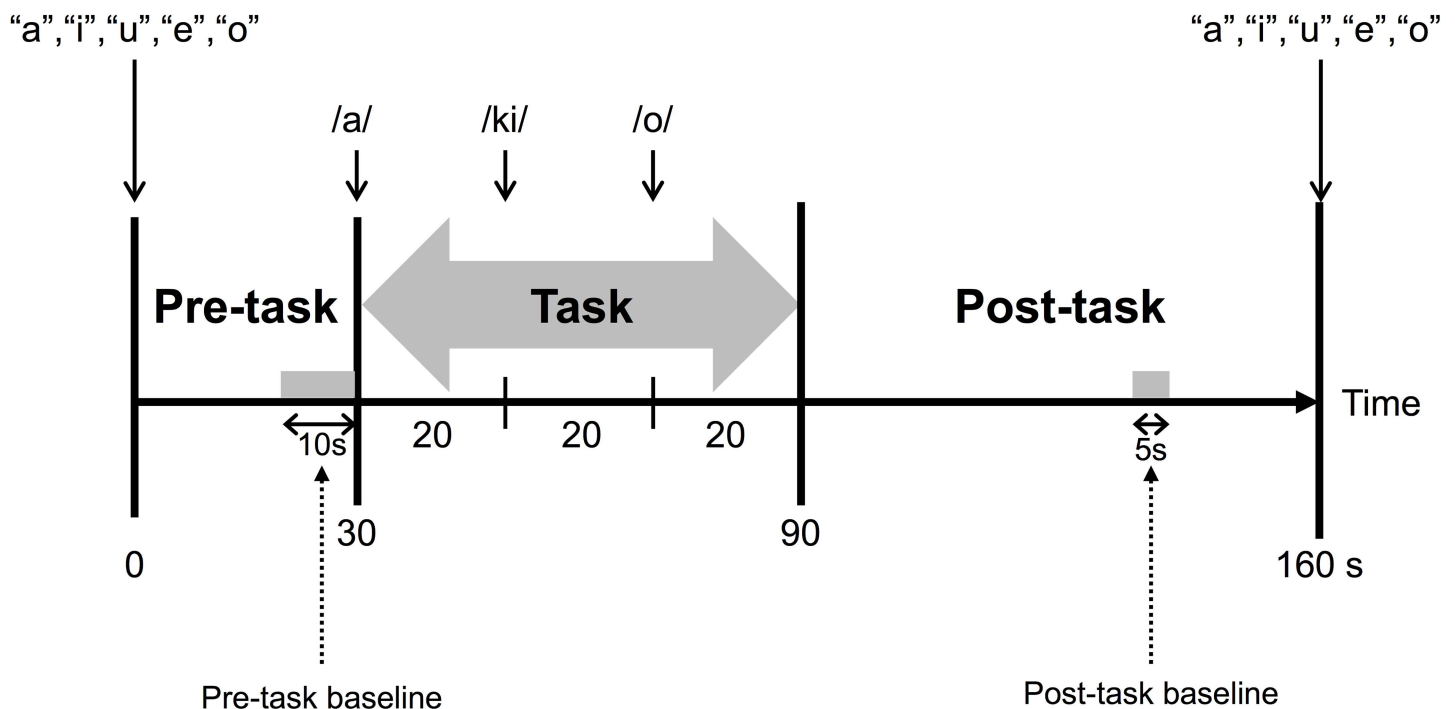 “a”,“i”,“u”,“e”,“o”
“a”,“i”,“u”,“e”,“o”
/a/
/ki/
/o/
Pre-task
Task
Post-task
Time
10s
20
20
20
5s
0
30
90
160 s
Pre-task baseline
Post-task baseline